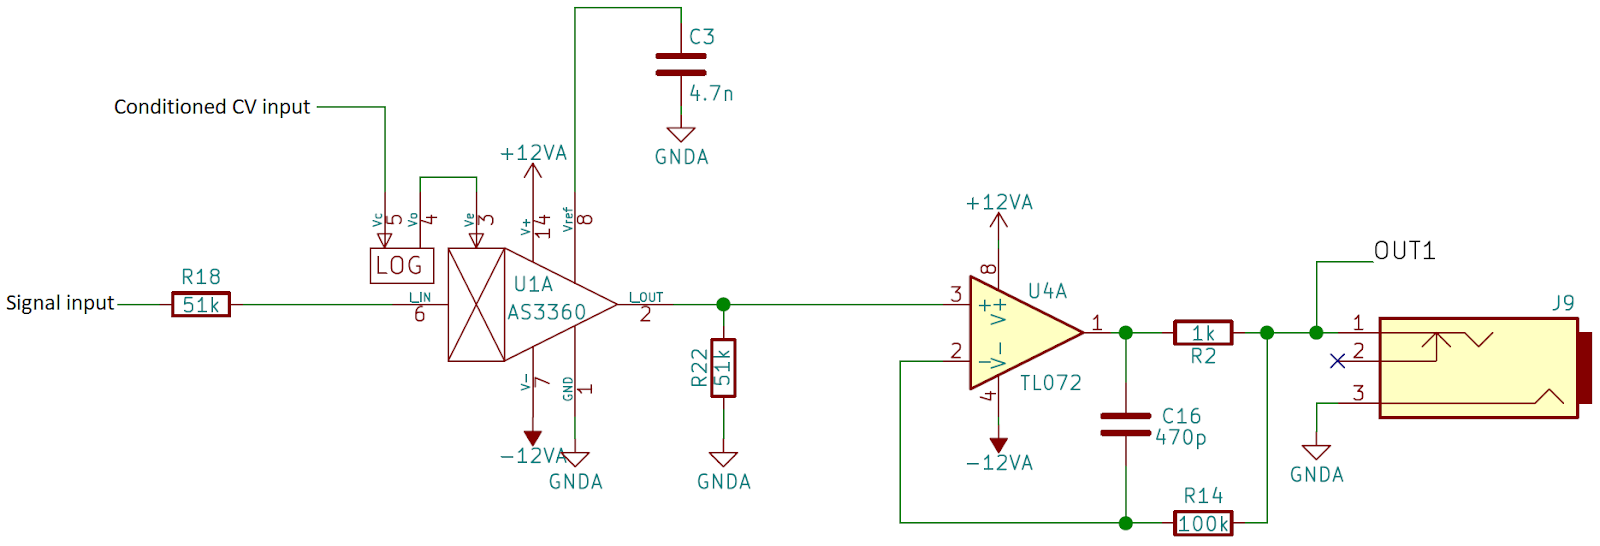 C3
4.7n
GNDA
Conditioned CV input
+12VA
Vc
5
Vo
4
Ve
3
V+
14
Vref
8
LOG
R18
51k
Signal input
I_IN
6
U1A
AS3360
I_OUT
2
V-
7
GND
1
-12VA
GNDA
R22
51k
GNDA
+12VA
8
3
+
V+
U4A
2
-
V-
1
TL072
4
-12VA
1k
R2
C16
470p
R14
100k
OUT1
J9
1
2
3
GNDA